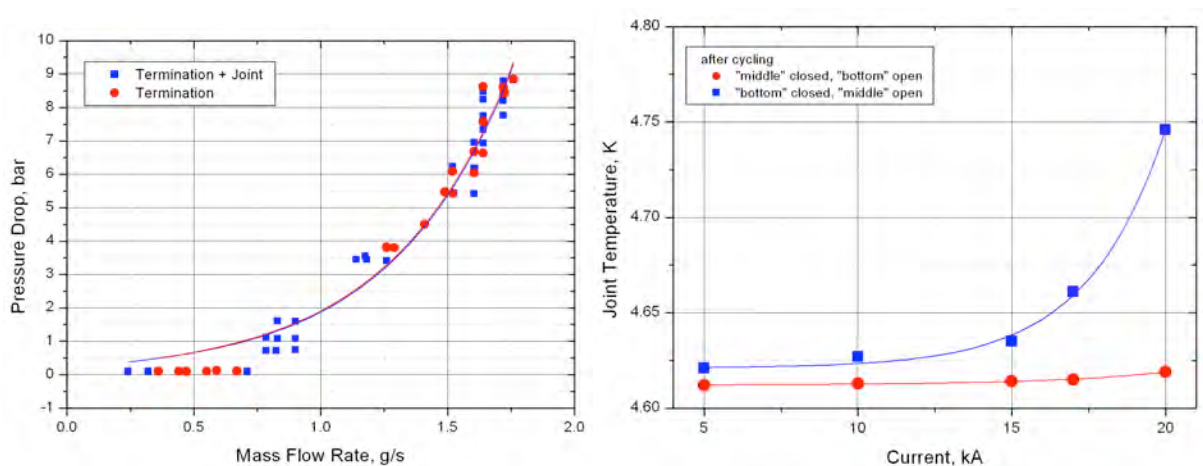 10
9
8
7
6
5
4
3
2
1
0
-1
Pressure Drop, bar
Termination + Joint
Termination
0.0 0.5 1.0 1.5 2.0
Mass Flow Rate, g/s
4.80
4.75
4.70
4.65
4.60
Joint Temperature, K
after cycling
"middle" closed, "bottom" open
"bottom" closed, "middle" open
5 10 15 20
Current, kA